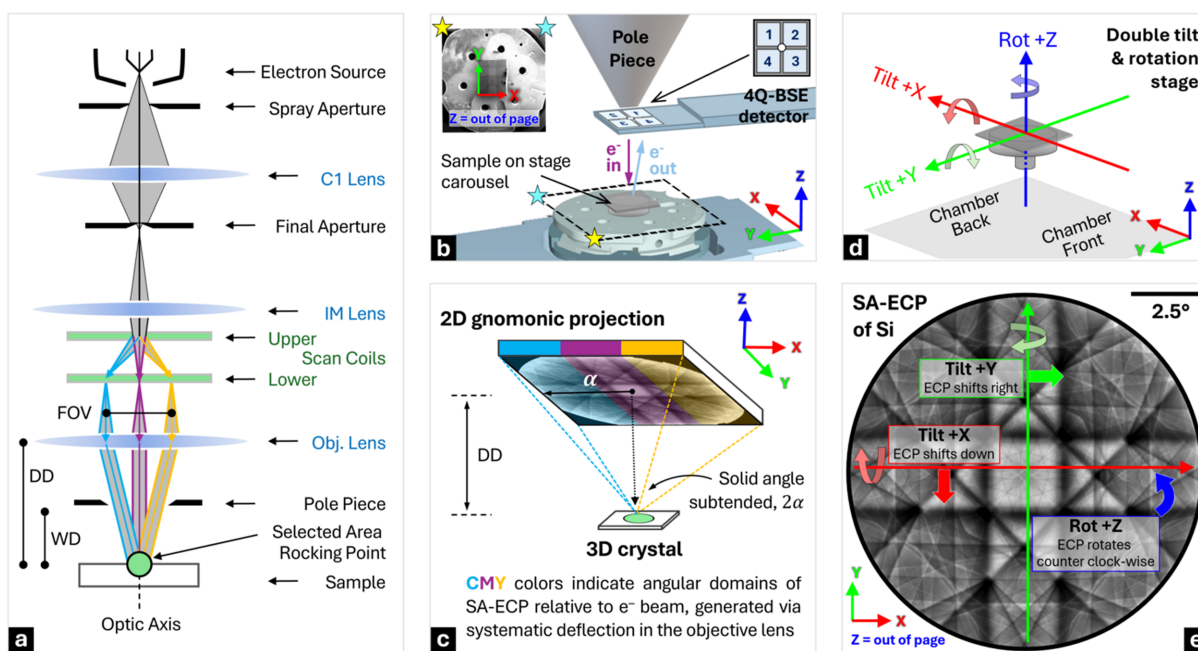 Electron Source
Spray Aperture
C1 Lens
Final Aperture
IM Lens
Upper
Scan Coils
Lower
FOV
Obj. Lens
DD
Pole Piece
WD
Selected Area
Rocking Point
Sample
Optic Axis
a
Y
X
Z = out of page
Pole
Piece
1 2
4 3
4Q-BSE
detector
e- in
e- out
Sample on stage
carousel
Z
X
Y
b
2D gnomonic projection
Z
X
Y
α
DD
Solid angle
subtended, 2α
3D crystal
CMY colors indicate angular domains of
SA-ECP relative to e⁻ beam, generated via
systematic deflection in the objective lens
c
Rot +Z
Double tilt
& rotation
stage
Tilt +X
Tilt +Y
Chamber
Back
Chamber
Front
Z
X
Y
d
SA-ECP
of Si
2.5°
Tilt +Y
ECP shifts right
Tilt +X
ECP shifts down
Rot +Z
ECP rotates
counter clock-wise
Y
X
Z = out of page
e